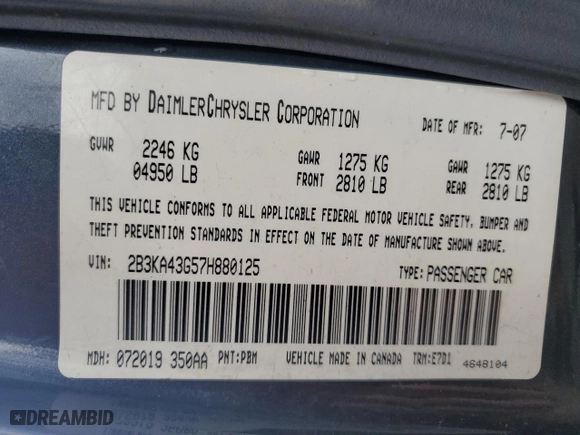 MFD BY DAIMLERCHRYSLER CORPORATION DATE OF MFR: 7-07
GVWR 2246 KG GAWR 1275 KG GAWR 1275 KG
04950 LB FRONT 2810 LB REAR 2810 LB
THIS VEHICLE CONFORMS TO ALL APPLICABLE FEDERAL MOTOR VEHICLE SAFETY, BUMPER AND
THEFT PREVENTION STANDARDS IN EFFECT ON THE DATE OF MANUFACTURE SHOWN ABOVE.
VIN: 2B3KA43G57H880125 TYPE: PASSENGER CAR
MDH: 072019 350AA PNT:PBM VEHICLE MADE IN CANADA TRM:E7D1 4648104
DREAMBID